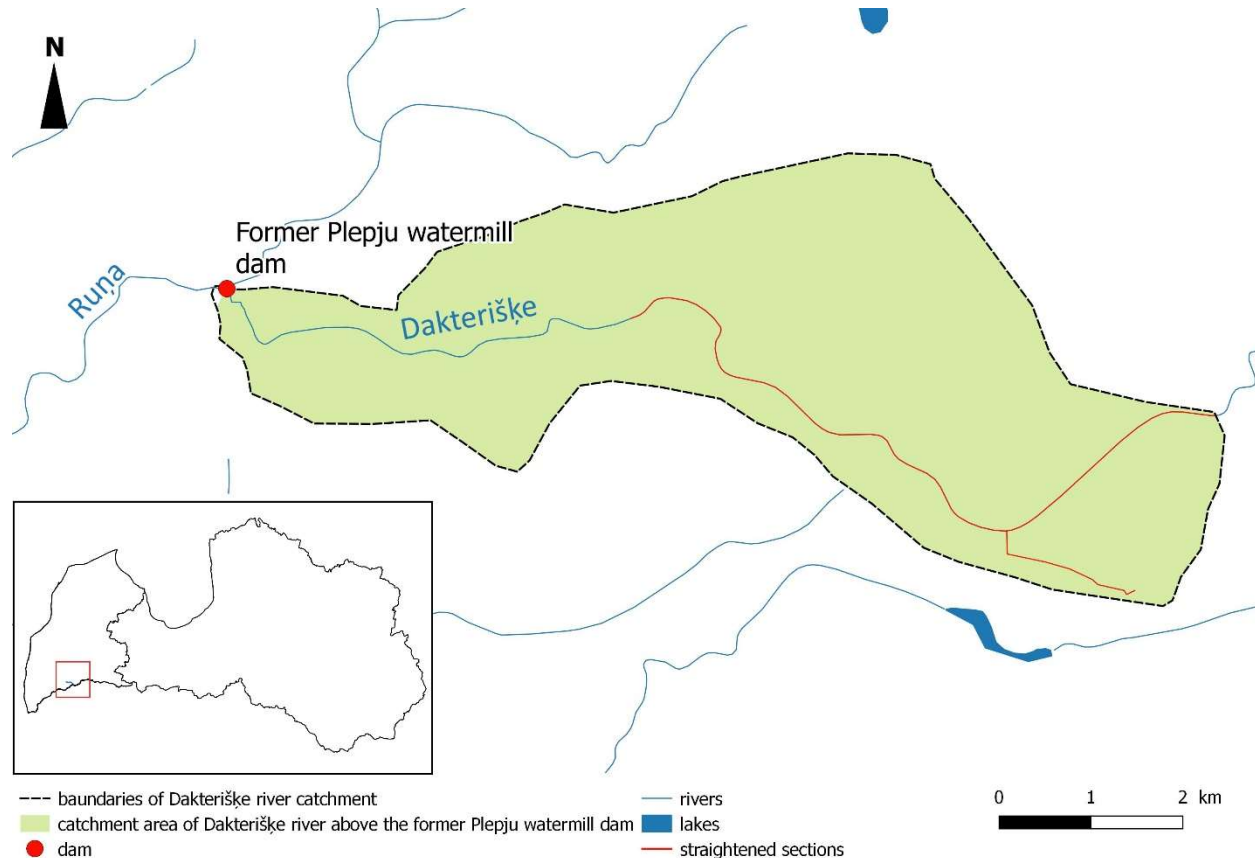 N
Former Plepju watermill
dam
Ruņa
Dakterišķe
baundaries of Dakterišķe river catchment
catchment area of Dakterišķe river above the former Plepju watermill dam
dam
rivers
lakes
straightened sections
0 1 2 km